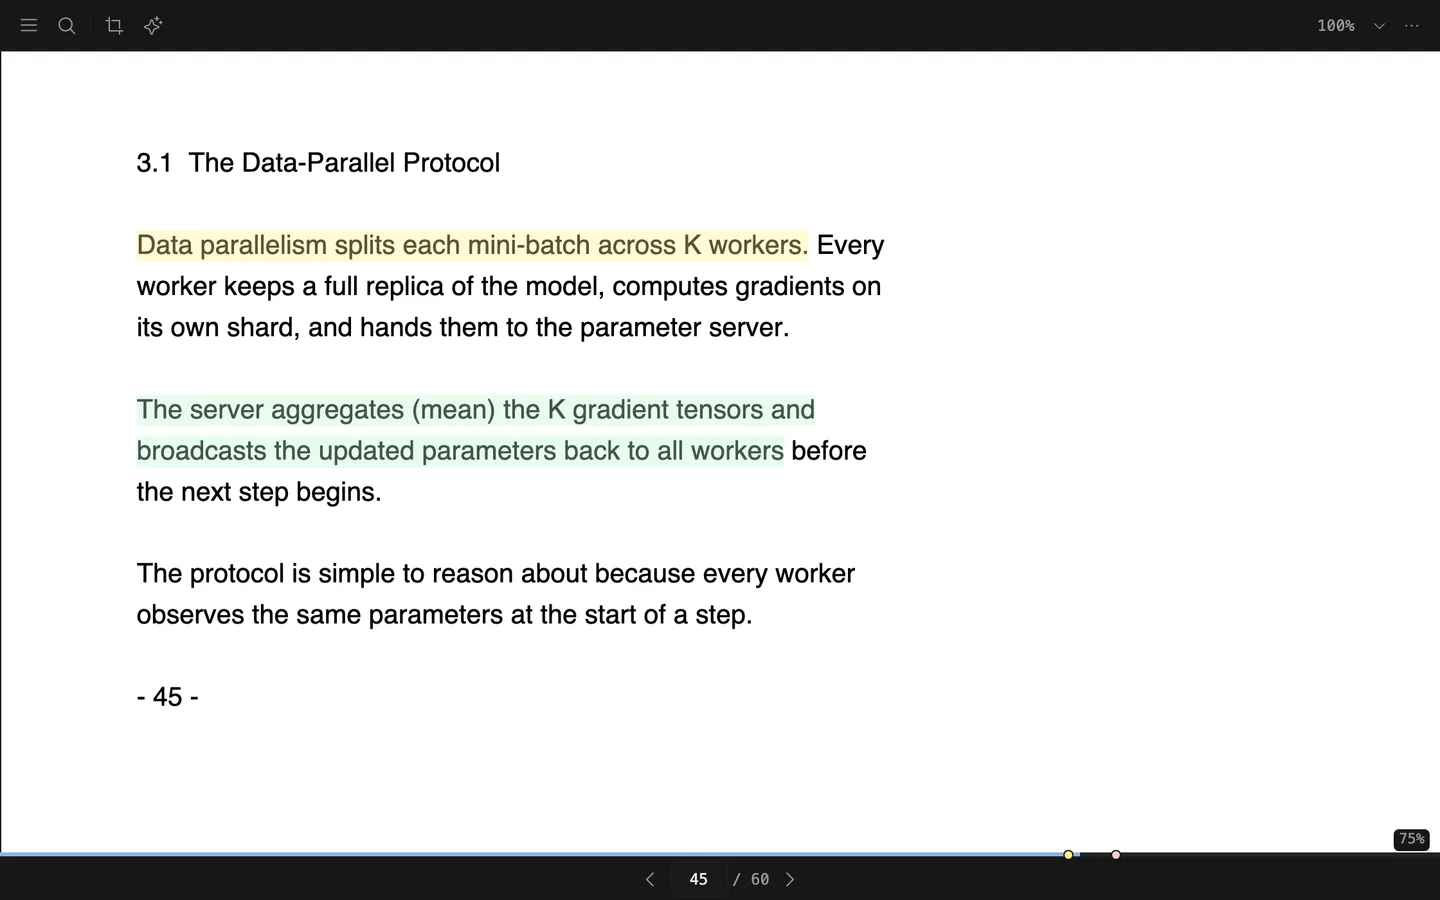 100%
3.1 The Data-Parallel Protocol
Data parallelism splits each mini-batch across K workers. Every
worker keeps a full replica of the model, computes gradients on
its own shard, and hands them to the parameter server.
The server aggregates (mean) the K gradient tensors and
broadcasts the updated parameters back to all workers before
the next step begins.
The protocol is simple to reason about because every worker
observes the same parameters at the start of a step.
- 45 -
75%
45 / 60